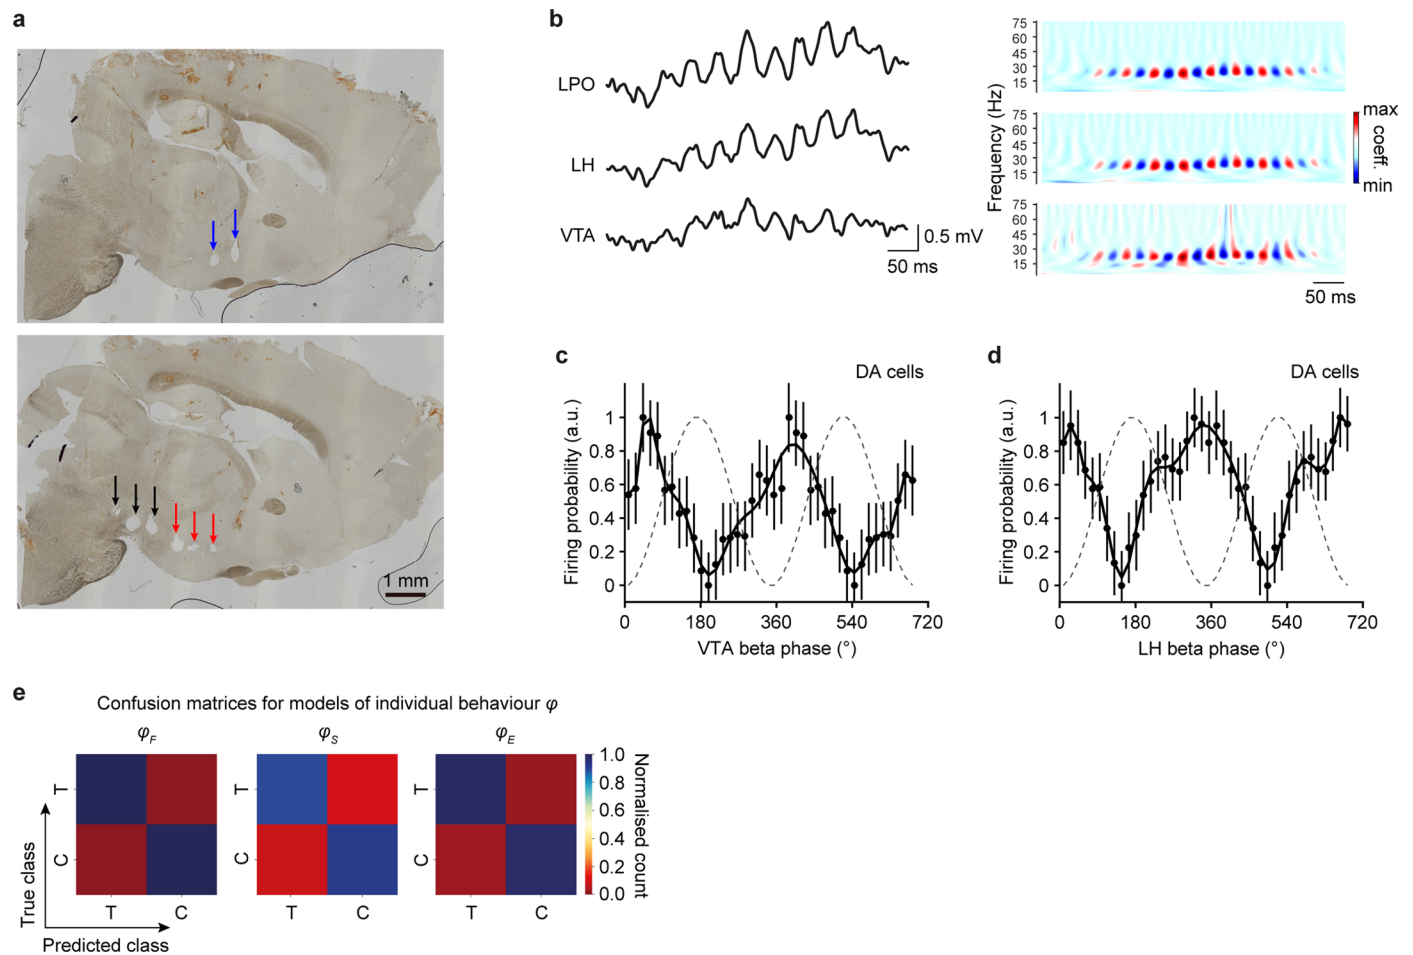 a
1 mm
b
LPO
LH
VTA
0.5 mV
50 ms
Frequency (Hz)
75
60
45
30
15
75
60
45
30
15
75
60
45
30
15
max
coeff.
min
50 ms
c
DA cells
Firing probability (a.u.)
1
0.8
0.6
0.4
0.2
0
0 180 360 540 720
VTA beta phase (°)
d
DA cells
Firing probability (a.u.)
1
0.8
0.6
0.4
0.2
0
0 180 360 540 720
LH beta phase (°)
e
Confusion matrices for models of individual behaviour φ
φF φS φE
T
C
T C
T
C
T C
T
C
T C
True class
Predicted class
1.0
0.8
0.6
0.4
0.2
0.0
Normalised count